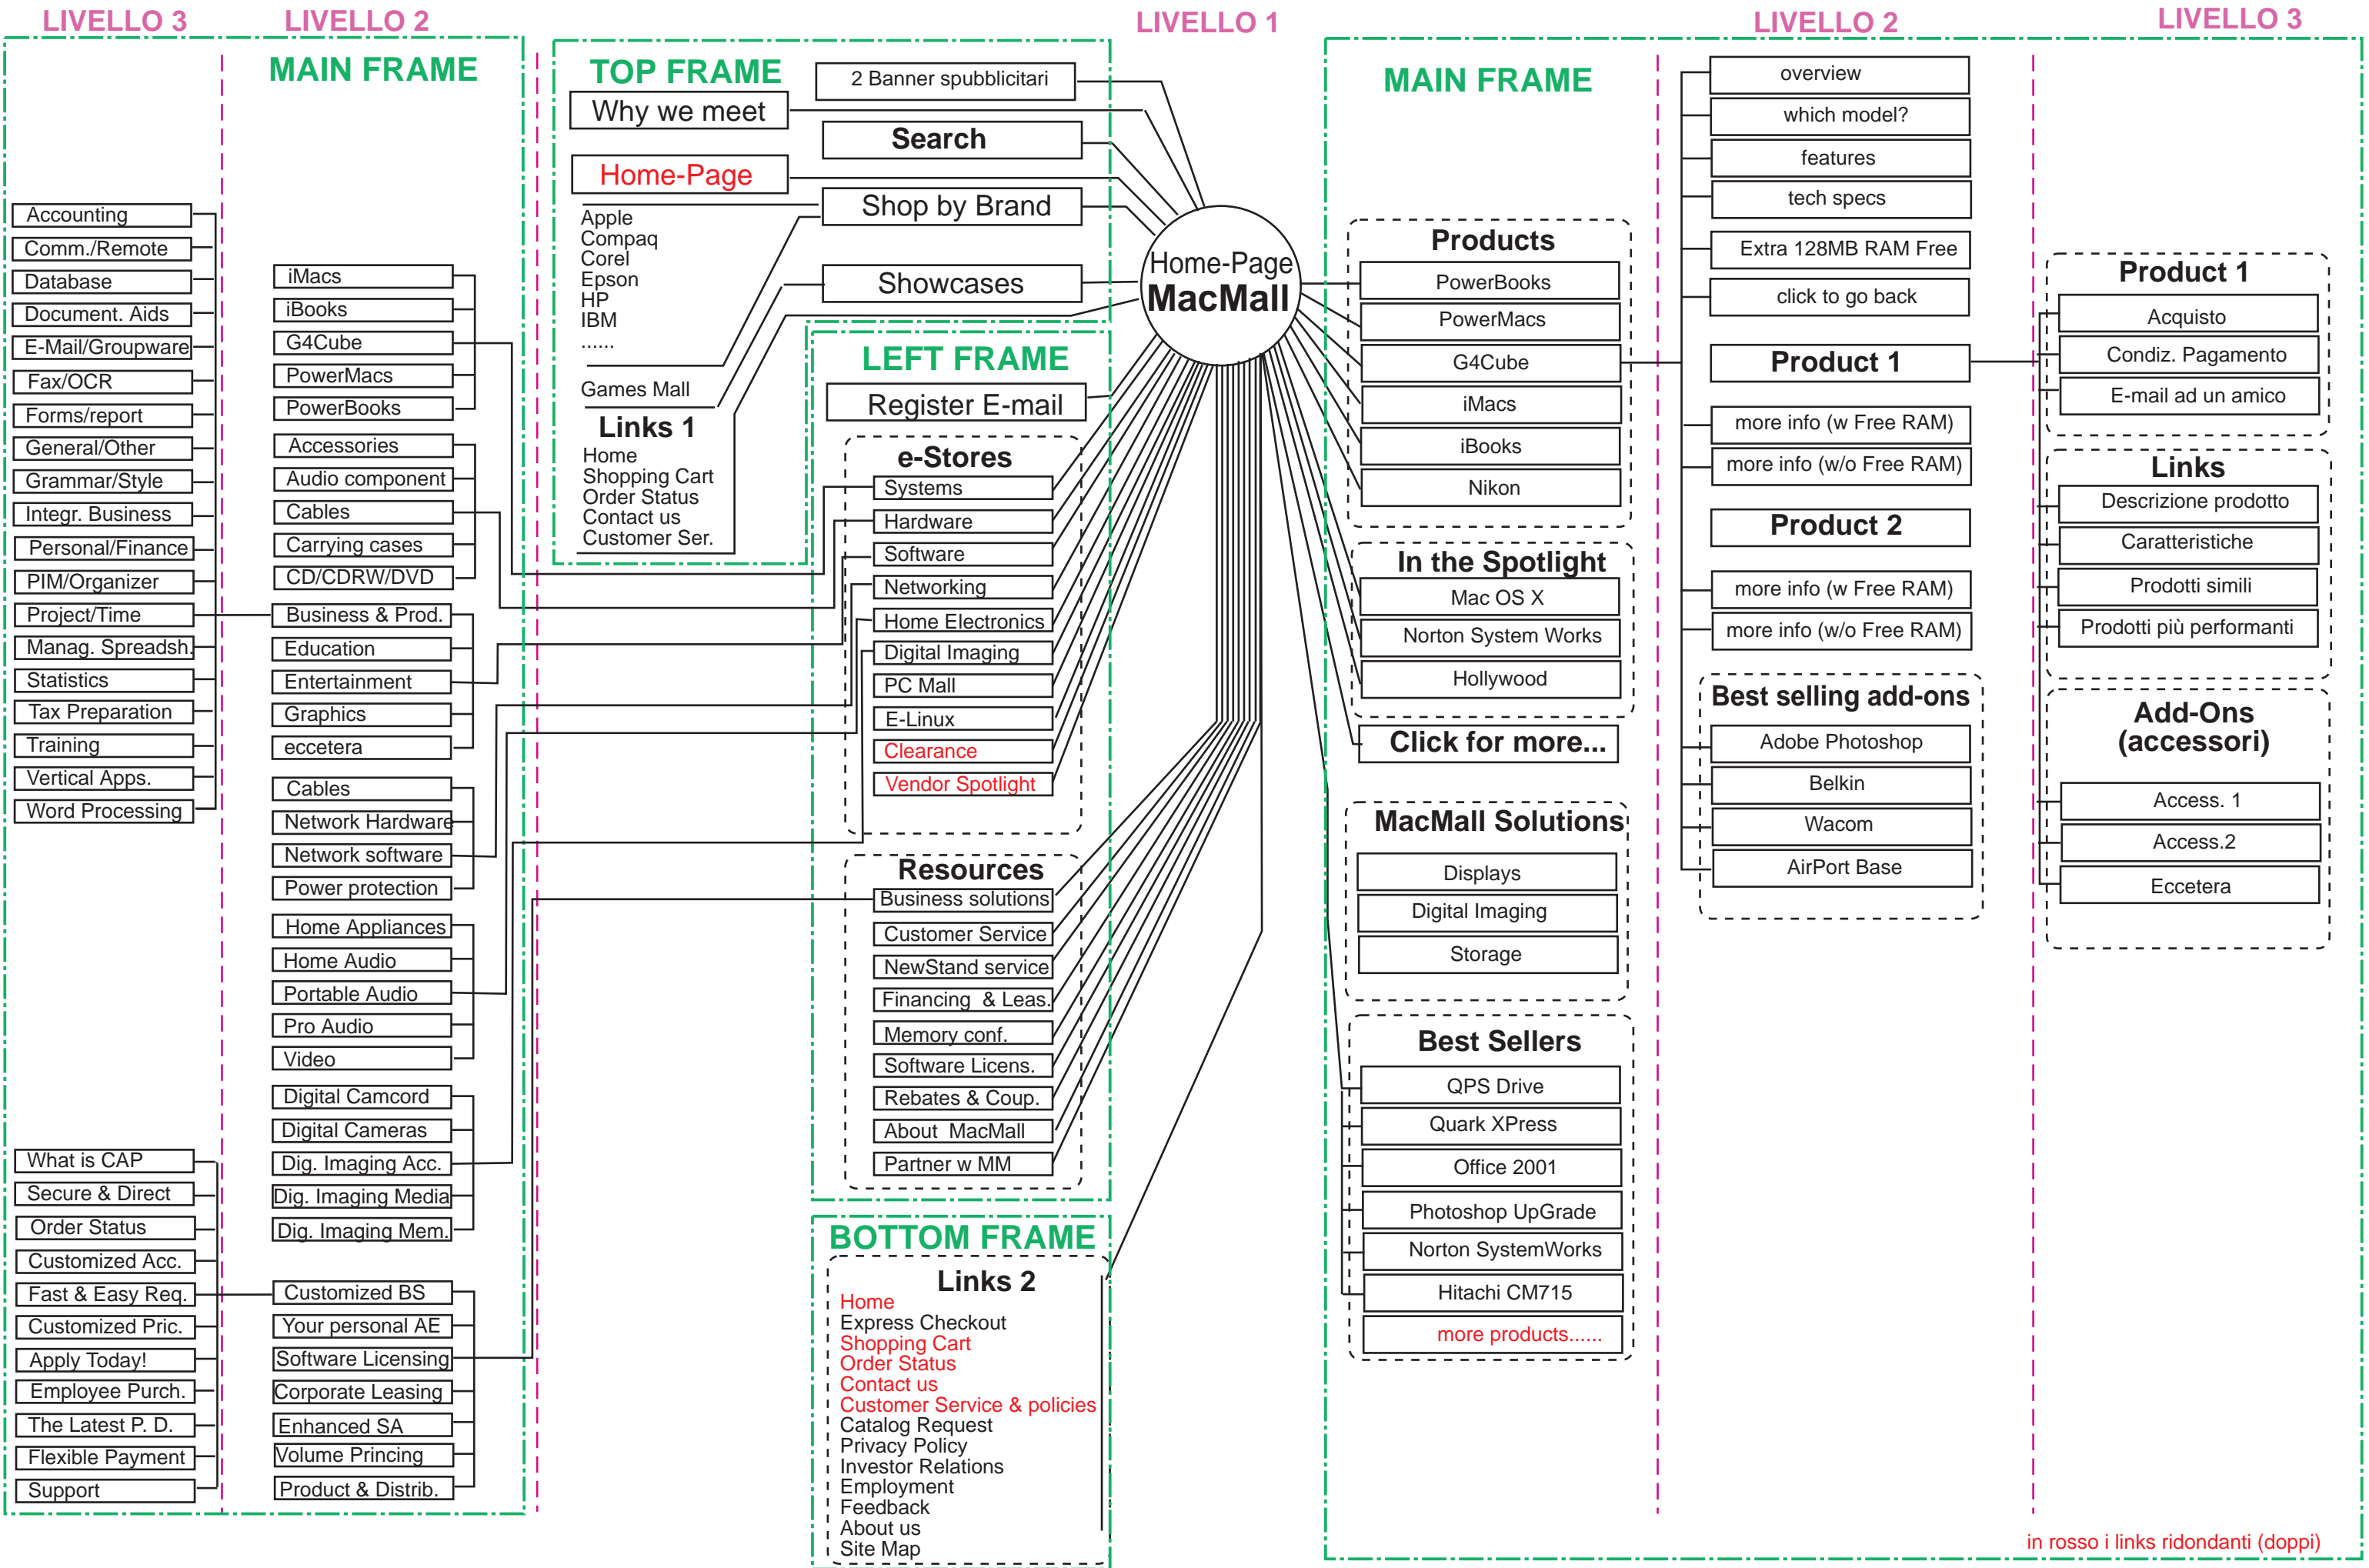 LIVELLO 3
LIVELLO 2
LIVELLO 1
LIVELLO 2
LIVELLO 3
MAIN FRAME
Accounting
Comm./Remote
Database
Document. Aids
E-Mail/Groupware
Fax/OCR
Forms/report
General/Other
Grammar/Style
Integr. Business
Personal/Finance
PIM/Organizer
Project/Time
Manag. Spreadsh.
Statistics
Tax Preparation
Training
Vertical Apps.
Word Processing
What is CAP
Secure & Direct
Order Status
Customized Acc.
Fast & Easy Req.
Customized Pric.
Apply Today!
Employee Purch.
The Latest P. D.
Flexible Payment
Support
iMacs
iBooks
G4Cube
PowerMacs
PowerBooks
Accessories
Audio component
Cables
Carrying cases
CD/CDRW/DVD
Business & Prod.
Education
Entertainment
Graphics
eccetera
Cables
Network Hardware
Network software
Power protection
Home Appliances
Home Audio
Portable Audio
Pro Audio
Video
Digital Camcord
Digital Cameras
Dig. Imaging Acc.
Dig. Imaging Media
Dig. Imaging Mem.
Customized BS
Your personal AE
Software Licensing
Corporate Leasing
Enhanced SA
Volume Princing
Product & Distrib.
TOP FRAME
2 Banner spubblicitari
Why we meet
Search
Home-Page
Shop by Brand
Apple
Compaq
Corel
Epson
HP
IBM
......
Showcases
Games Mall
Links 1
Home
Shopping Cart
Order Status
Contact us
Customer Ser.
Home-Page
MacMall
LEFT FRAME
Register E-mail
e-Stores
Systems
Hardware
Software
Networking
Home Electronics
Digital Imaging
PC Mall
E-Linux
Clearance
Vendor Spotlight
Resources
Business solutions
Customer Service
NewStand service
Financing & Leas.
Memory conf.
Software Licens.
Rebates & Coup.
About MacMall
Partner w MM
BOTTOM FRAME
Links 2
Home
Express Checkout
Shopping Cart
Order Status
Contact us
Customer Service & policies
Catalog Request
Privacy Policy
Investor Relations
Employment
Feedback
About us
Site Map
MAIN FRAME
Products
PowerBooks
PowerMacs
G4Cube
iMacs
iBooks
Nikon
In the Spotlight
Mac OS X
Norton System Works
Hollywood
Click for more...
MacMall Solutions
Displays
Digital Imaging
Storage
Best Sellers
QPS Drive
Quark XPress
Office 2001
Photoshop UpGrade
Norton SystemWorks
Hitachi CM715
more products......
overview
which model?
features
tech specs
Extra 128MB RAM Free
click to go back
Product 1
more info (w Free RAM)
more info (w/o Free RAM)
Product 2
more info (w Free RAM)
more info (w/o Free RAM)
Best selling add-ons
Adobe Photoshop
Belkin
Wacom
AirPort Base
Product 1
Acquisto
Condiz. Pagamento
E-mail ad un amico
Links
Descrizione prodotto
Caratteristiche
Prodotti simili
Prodotti più performanti
Add-Ons
(accessori)
Access. 1
Access.2
Eccetera
in rosso i links ridondanti (doppi)